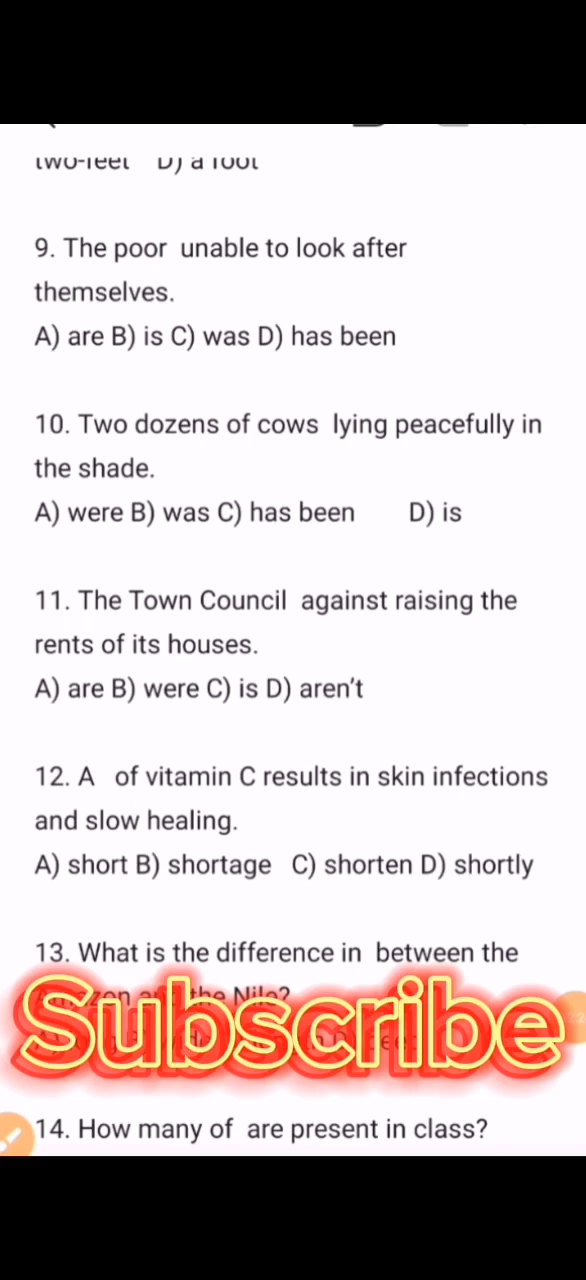 two-feet D) a foot
9. The poor unable to look after
themselves.
A) are B) is C) was D) has been
10. Two dozens of cows lying peacefully in
the shade.
A) were B) was C) has been D) is
11. The Town Council against raising the
rents of its houses.
A) are B) were C) is D) aren't
12. A of vitamin C results in skin infections
and slow healing.
A) short B) shortage C) shorten D) shortly
13. What is the difference in between the
Amazon and the Nile?
Subscribe
14. How many of are present in class?